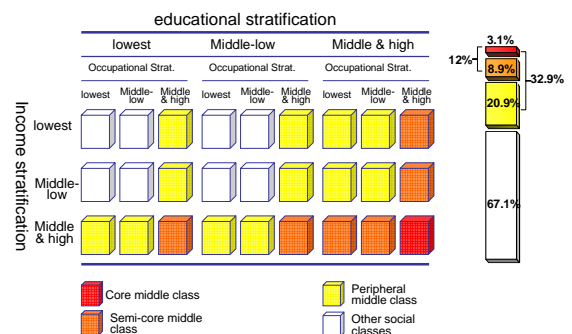 educational stratification
lowest Middle-low Middle & high
Occupational Strat. Occupational Strat. Occupational Strat.
lowest Middle-low Middle & high lowest Middle-low Middle & high lowest Middle-low Middle & high
Income stratification
lowest
Middle-low
Middle & high
3.1%
12%
8.9%
32.9%
20.9%
67.1%
Core middle class
Semi-core middle class
Peripheral middle class
Other social classes